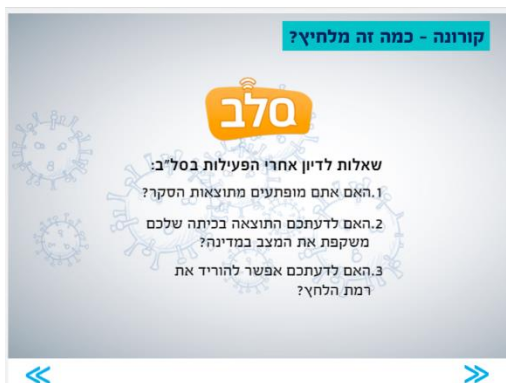 קורונה - כמה זה מלחיץ?
סלב
שאלות לדיון אחרי הפעילות בסל"ב:
1.האם אתם מופתעים מתוצאות הסקר?
2.האם לדעתכם התוצאה בכיתה שלכם
משקפת את המצב במדינה?
3.האם לדעתכם אפשר להוריד את
רמת הלחץ?